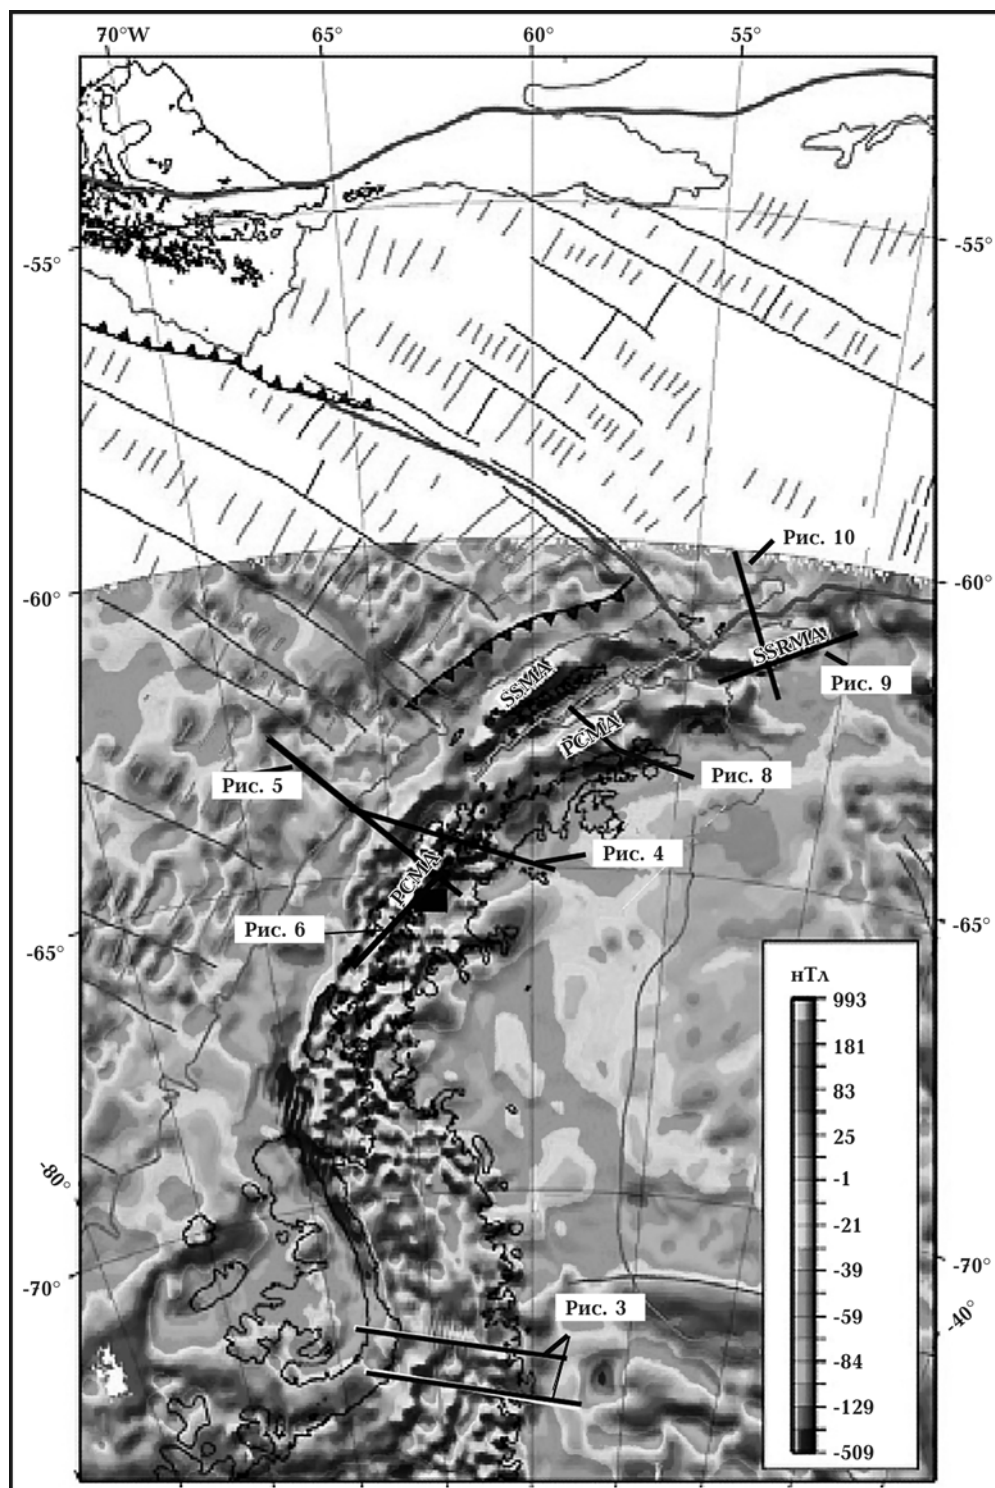 70°W 65° 60° 55°
-55° -55°
Рис. 10
-60° -60°
SSRMA
SSMA
Рис. 9
PCMA
Рис. 5
Рис. 8
Рис. 4
PCMA
Рис. 6
-65° -65°
нТл
993
181
83
25
-1
-21
-39
-59
-84
-129
-509
-80°
-70° -70°
-40°
Рис. 3